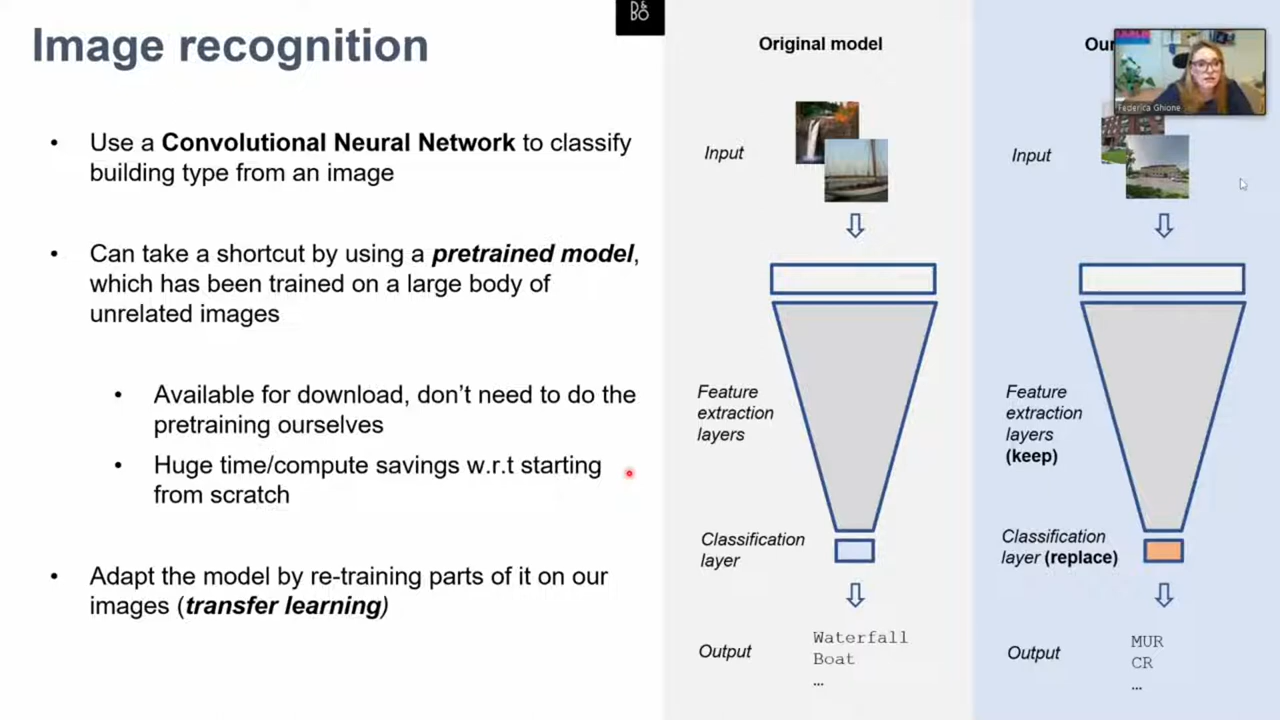 Image recognition
• Use a Convolutional Neural Network to classify
building type from an image
• Can take a shortcut by using a pretrained model,
which has been trained on a large body of
unrelated images
• Available for download, don’t need to do the
pretraining ourselves
• Huge time/compute savings w.r.t starting
from scratch
• Adapt the model by re-training parts of it on our
images (transfer learning)
Original model
Input
Feature
extraction
layers
Classification
layer
Output
Waterfall
Boat
…
Federica Ghione
Input
Feature
extraction
layers
(keep)
Classification
layer (replace)
Output
MUR
CR
…